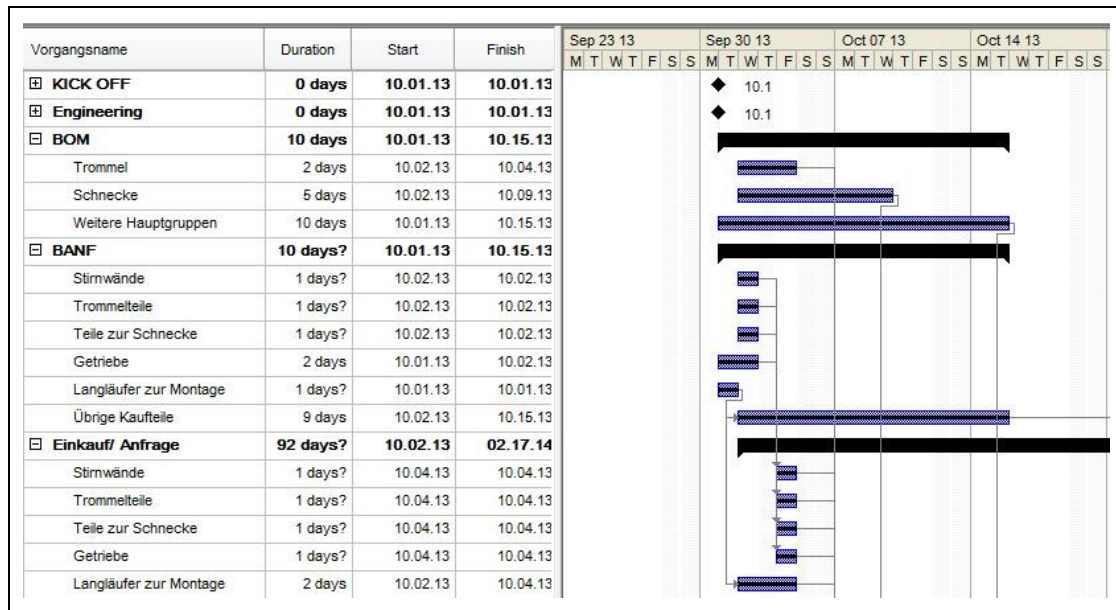 Vorgangsname Duration Start Finish Sep 23 13 Sep 30 13 Oct 07 13 Oct 14 13
M T W T F S S M T W T F S S M T W T F S S M T W T F S S
KICK OFF 0 days 10.01.13 10.01.13 10.1
Engineering 0 days 10.01.13 10.01.13 10.1
BOM 10 days 10.01.13 10.15.13
Trommel 2 days 10.02.13 10.04.13
Schnecke 5 days 10.02.13 10.09.13
Weitere Hauptgruppen 10 days 10.01.13 10.15.13
BANF 10 days? 10.01.13 10.15.13
Stirnwände 1 days? 10.02.13 10.02.13
Trommelteile 1 days? 10.02.13 10.02.13
Teile zur Schnecke 1 days? 10.02.13 10.02.13
Getriebe 2 days 10.01.13 10.02.13
Langläufer zur Montage 1 days? 10.01.13 10.01.13
Übrige Kaufteile 9 days 10.02.13 10.15.13
Einkauf/ Anfrage 92 days? 10.02.13 02.17.14
Stirnwände 1 days? 10.04.13 10.04.13
Trommelteile 1 days? 10.04.13 10.04.13
Teile zur Schnecke 1 days? 10.04.13 10.04.13
Getriebe 1 days? 10.04.13 10.04.13
Langläufer zur Montage 2 days 10.02.13 10.04.13